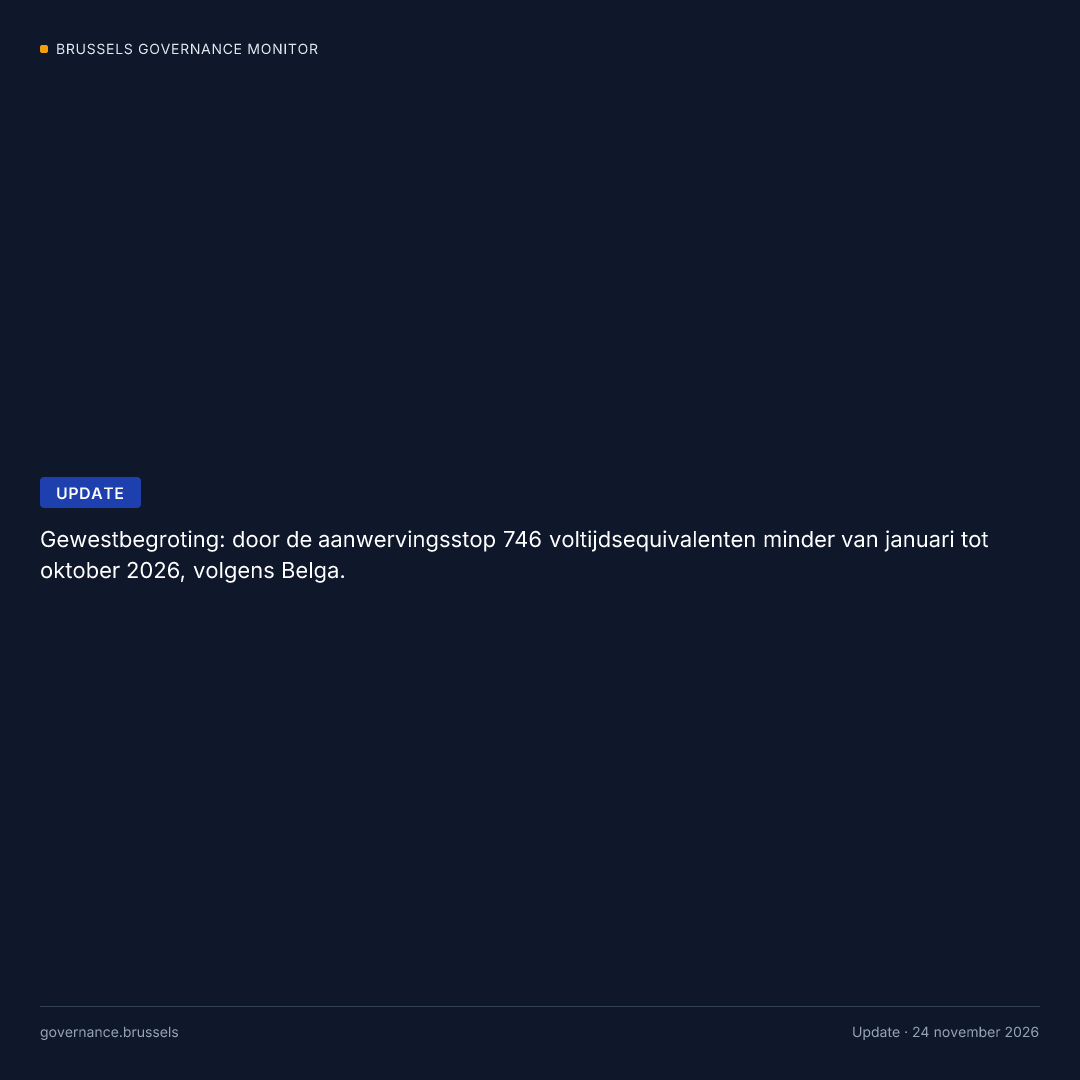 BRUSSELS GOVERNANCE MONITOR
UPDATE
Gewestbegroting: door de aanwervingsstop 746 voltijdsequivalenten minder van januari tot
oktober 2026, volgens Belga.
governance.brussels
Update · 24 november 2026